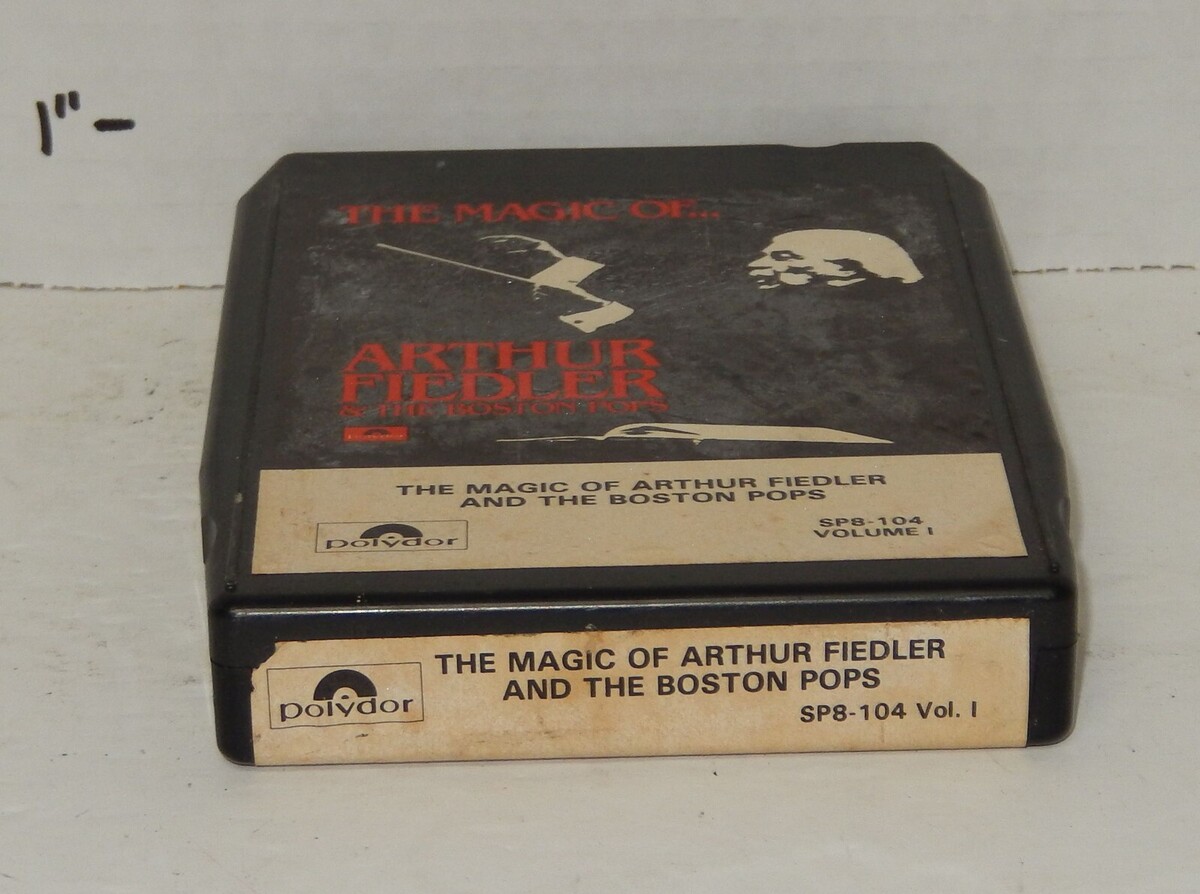 1" -
THE MAGIC OF...
ARTHUR
FIEDLER
& THE BOSTON POPS
polydor
THE MAGIC OF ARTHUR FIEDLER
AND THE BOSTON POPS
polydor
SP8-104
VOLUME I
polydor
THE MAGIC OF ARTHUR FIEDLER
AND THE BOSTON POPS
SP8-104 Vol. I